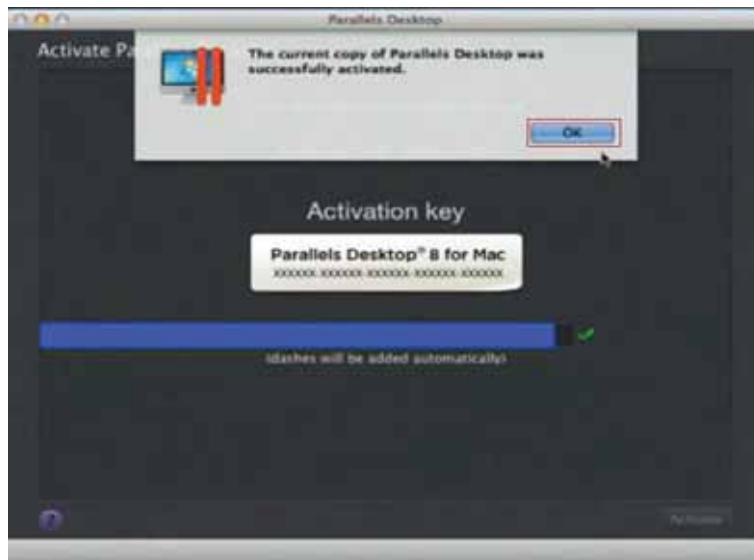 Parallels Desktop
Activate Pa
The current copy of Parallels Desktop was
successfully activated.
OK
Activation key
Parallels Desktop® 8 for Mac
xxxxxx-xxxxxx-xxxxxx-xxxxxx-xxxxxx
(dashes will be added automatically)
?
Activate